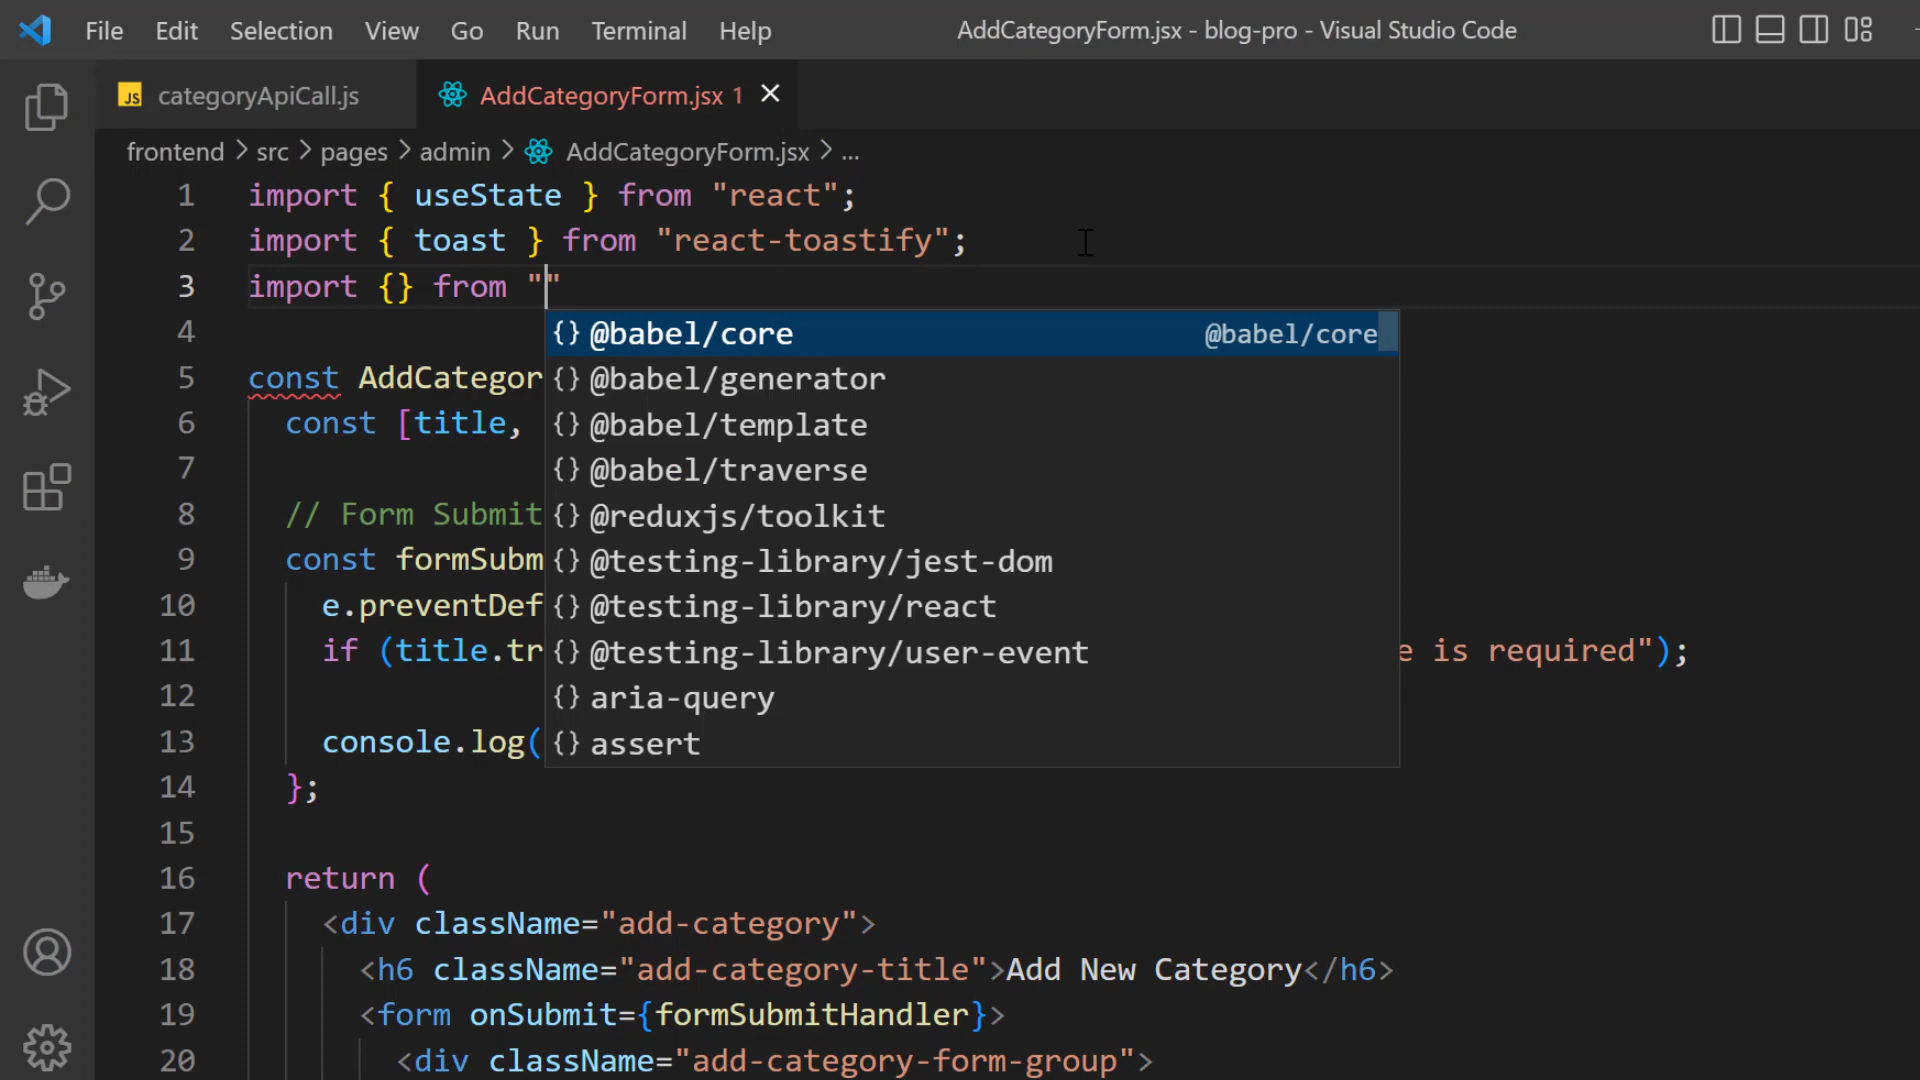 File Edit Selection View Go Run Terminal Help AddCategoryForm.jsx - blog-pro - Visual Studio Code
JS categoryApiCall.js AddCategoryForm.jsx 1
frontend > src > pages > admin > AddCategoryForm.jsx > ...
1 import { useState } from "react";
2 import { toast } from "react-toastify";
3 import {} from ""
4 {} @babel/core @babel/core
5 const AddCategor {} @babel/generator
6 const [title, {} @babel/template
7 {} @babel/traverse
8 // Form Submit {} @reduxjs/toolkit
9 const formSubm {} @testing-library/jest-dom
10 e.preventDef {} @testing-library/react
11 if (title.tr {} @testing-library/user-event e is required");
12 {} aria-query
13 console.log( {} assert
14 };
15
16 return (
17 <div className="add-category">
18 <h6 className="add-category-title">Add New Category</h6>
19 <form onSubmit={formSubmitHandler}>
20 <div className="add-category-form-group">